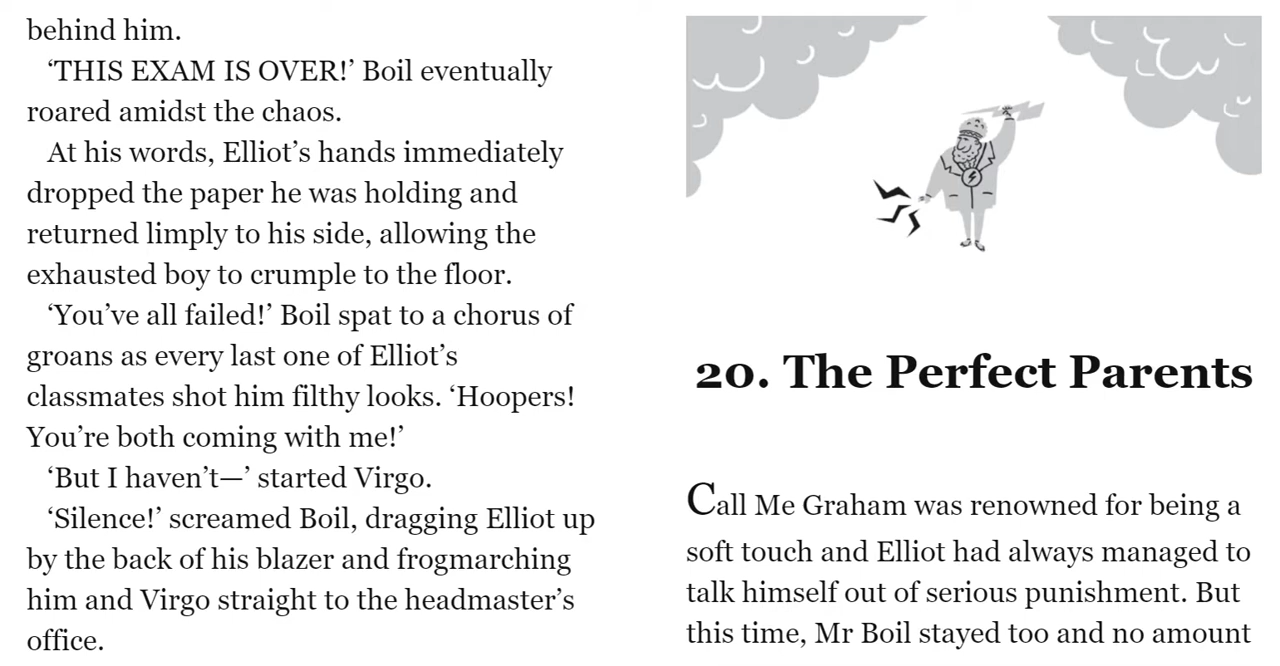 behind him.
‘THIS EXAM IS OVER!’ Boil eventually
roared amidst the chaos.
At his words, Elliot’s hands immediately
dropped the paper he was holding and
returned limply to his side, allowing the
exhausted boy to crumple to the floor.
‘You’ve all failed!’ Boil spat to a chorus of
groans as every last one of Elliot’s
classmates shot him filthy looks. ‘Hoopers!
You’re both coming with me!’
‘But I haven’t—’ started Virgo.
‘Silence!’ screamed Boil, dragging Elliot up
by the back of his blazer and frogmarching
him and Virgo straight to the headmaster’s
office.
20. The Perfect Parents
Call Me Graham was renowned for being a
soft touch and Elliot had always managed to
talk himself out of serious punishment. But
this time, Mr Boil stayed too and no amount